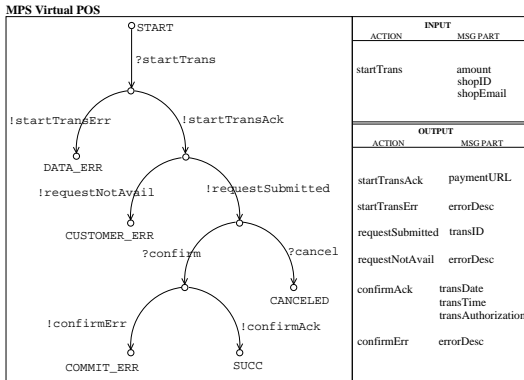 MPS Virtual POS
START
?startTrans
!startTransErr
!startTransAck
DATA_ERR
!requestNotAvail
!requestSubmitted
CUSTOMER_ERR
?confirm
?cancel
CANCELED
!confirmErr
!confirmAck
COMMIT_ERR
SUCC
INPUT
ACTION MSG PART
startTrans amount
shopID
shopEmail
OUTPUT
ACTION MSG PART
startTransAck paymentURL
startTransErr errorDesc
requestSubmitted transID
requestNotAvail errorDesc
confirmAck transDate
transTime
transAuthorization
confirmErr errorDesc